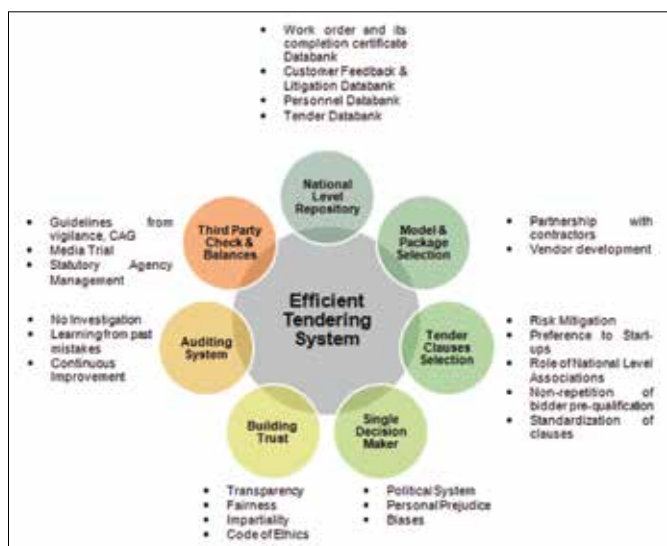 • Work order and its
completion certificate
Databank
• Customer Feedback &
Litigation Databank
• Personnel Databank
• Tender Databank
National
Level
Repository
Third Party
Check &
Balances
• Guidelines from
vigilance, CAG
• Media Trial
• Statutory Agency
Management
Model &
Package
Selection
• Partnership with
contractors
• Vendor development
Efficient
Tendering
System
Auditing
System
• No Investigation
• Learning from past
mistakes
• Continuous
Improvement
Tender
Clauses
Selection
• Risk Mitigation
• Preference to Start-
ups
• Role of National Level
Associations
• Non-repetition of
bidder pre-qualification
• Standardization of
clauses
Building
Trust
• Transparency
• Fairness
• Impartiality
• Code of Ethics
Single
Decision
Maker
• Political System
• Personal Prejudice
• Biases